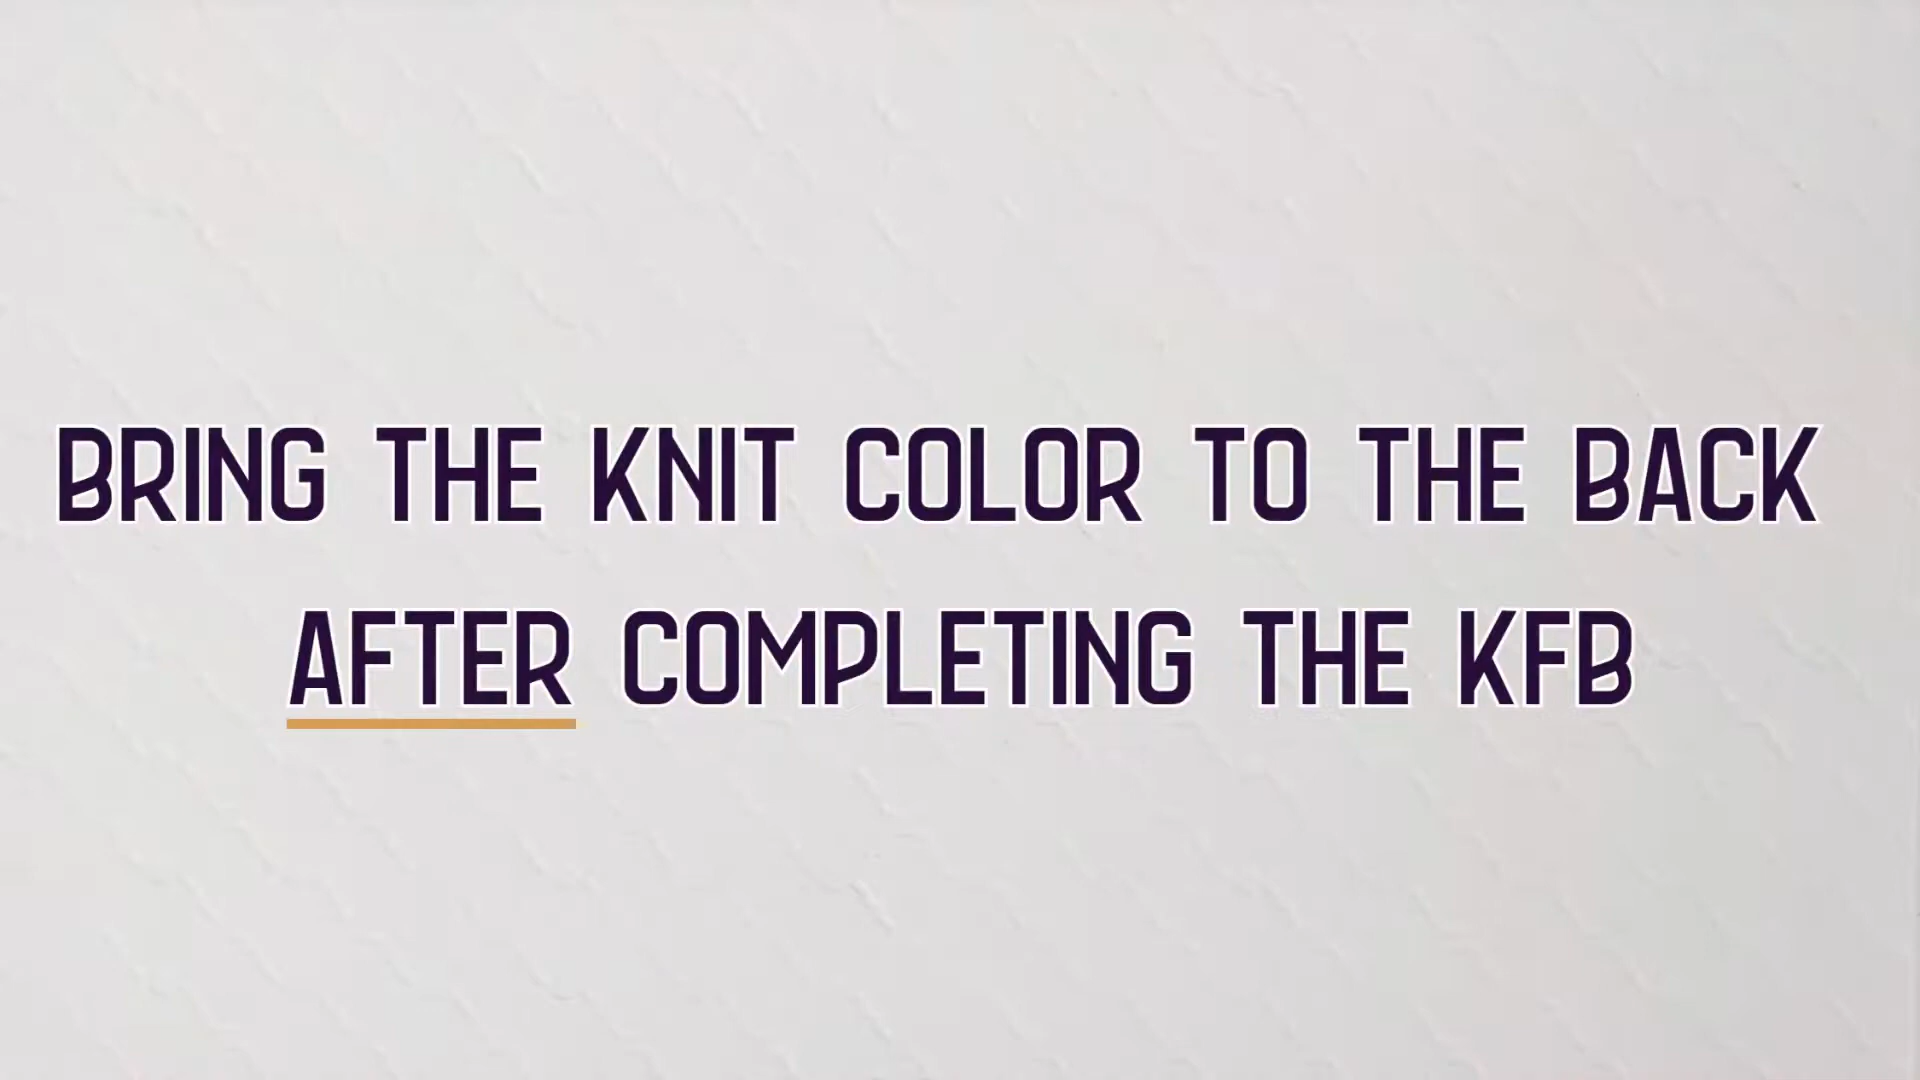 BRING THE KNIT COLOR TO THE BACK
AFTER COMPLETING THE KFB